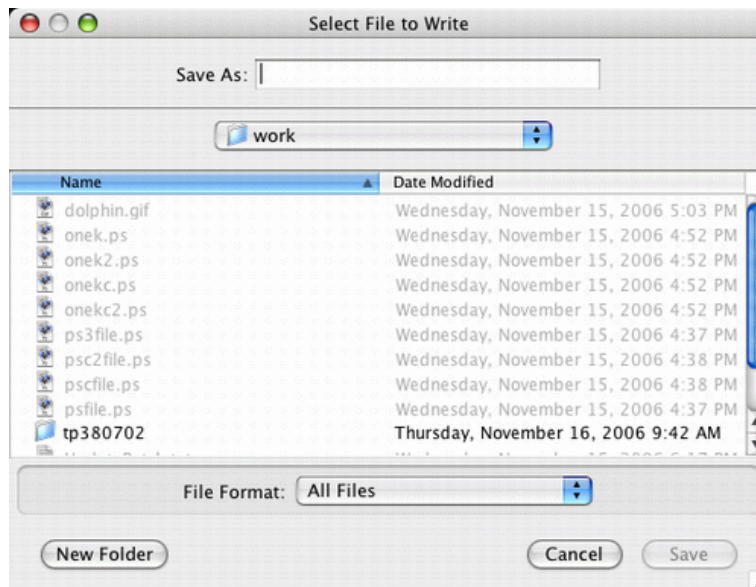 Select File to Write
Save As:
work
Name Date Modified
dolphin.gif Wednesday, November 15, 2006 5:03 PM
onek.ps Wednesday, November 15, 2006 4:52 PM
onek2.ps Wednesday, November 15, 2006 4:52 PM
onekc.ps Wednesday, November 15, 2006 4:52 PM
onekc2.ps Wednesday, November 15, 2006 4:52 PM
ps3file.ps Wednesday, November 15, 2006 4:37 PM
psc2file.ps Wednesday, November 15, 2006 4:38 PM
pscfile.ps Wednesday, November 15, 2006 4:38 PM
psfile.ps Wednesday, November 15, 2006 4:37 PM
tp380702 Thursday, November 16, 2006 9:42 AM
File Format: All Files
New Folder Cancel Save